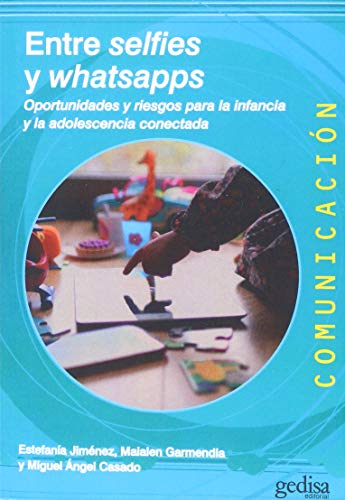 Entre selfies
y whatsapps
Oportunidades y riesgos para la infancia
y la adolescencia conectada
COMUNICACIÓN
Estefanía Jiménez, Maialen Garmendia
y Miguel Ángel Casado
gedisa
editorial